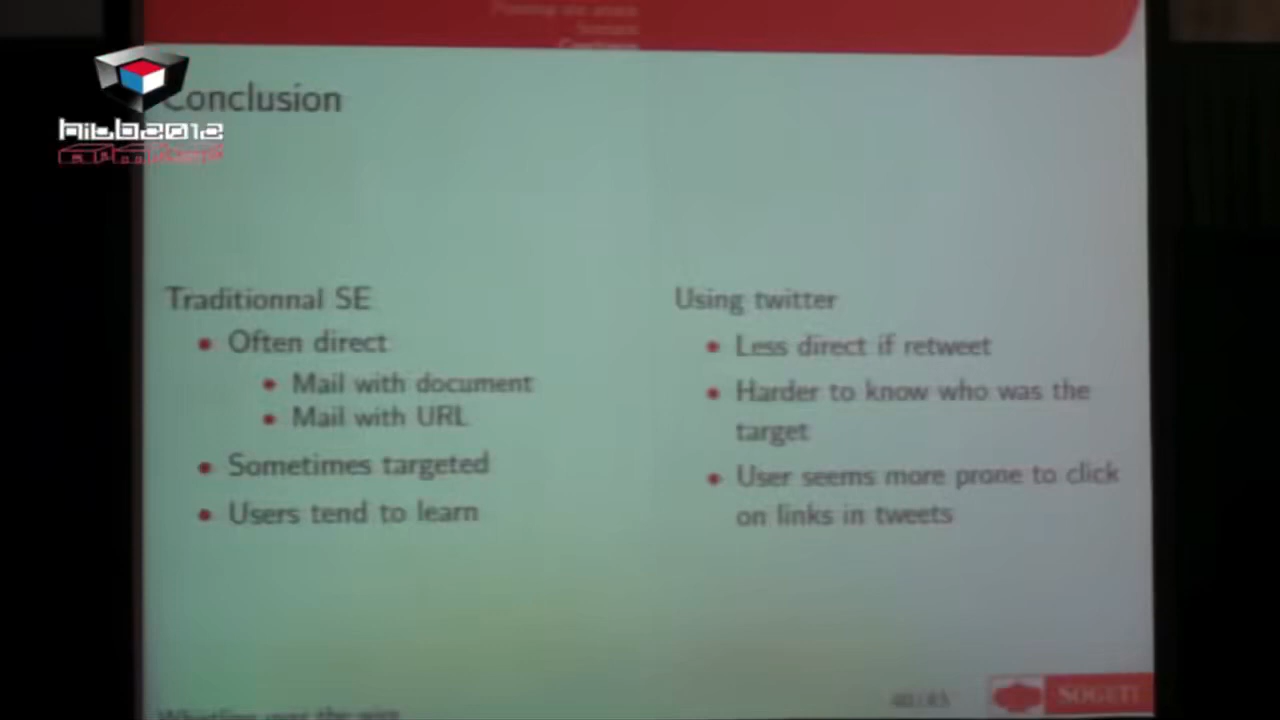 Conclusion
hitb2012
Traditionnal SE
Often direct
Mail with document
Mail with URL
Sometimes targeted
Users tend to learn
Using twitter
Less direct if retweet
Harder to know who was the
target
User seems more prone to click
on links in tweets
SOGETI